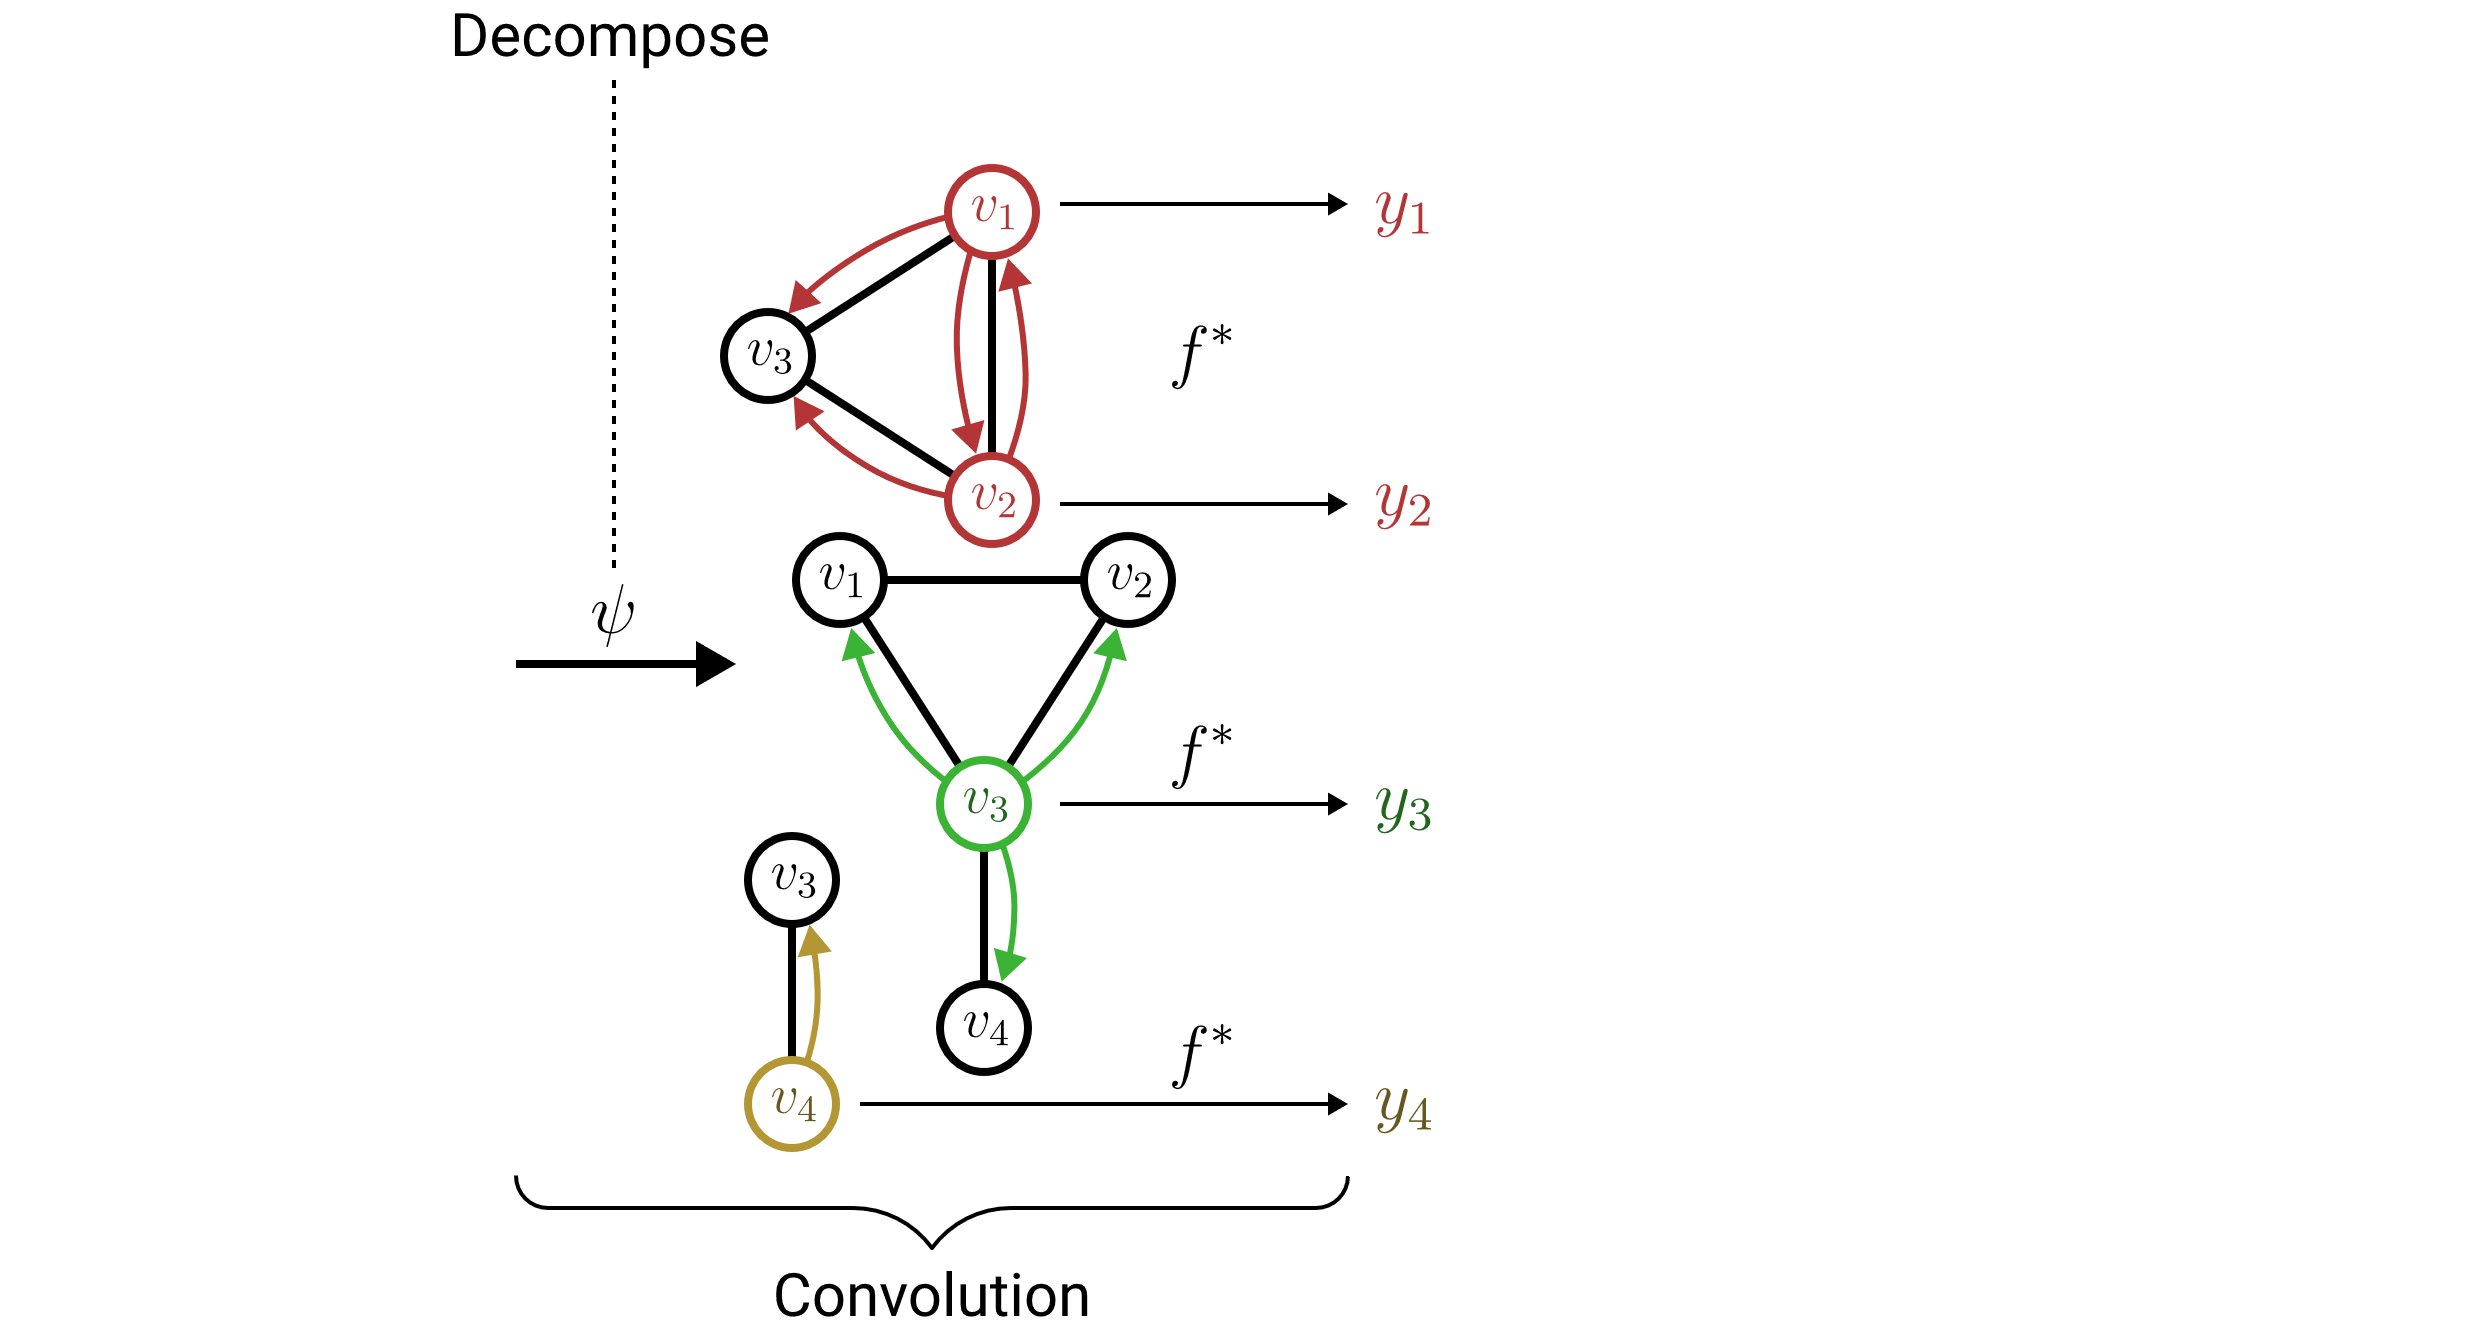 Decompose
v₁
y₁
v₃
f*
v₂
y₂
v₁
v₂
ψ
f*
v₃
y₃
v₃
v₄
f*
v₄
y₄
Convolution